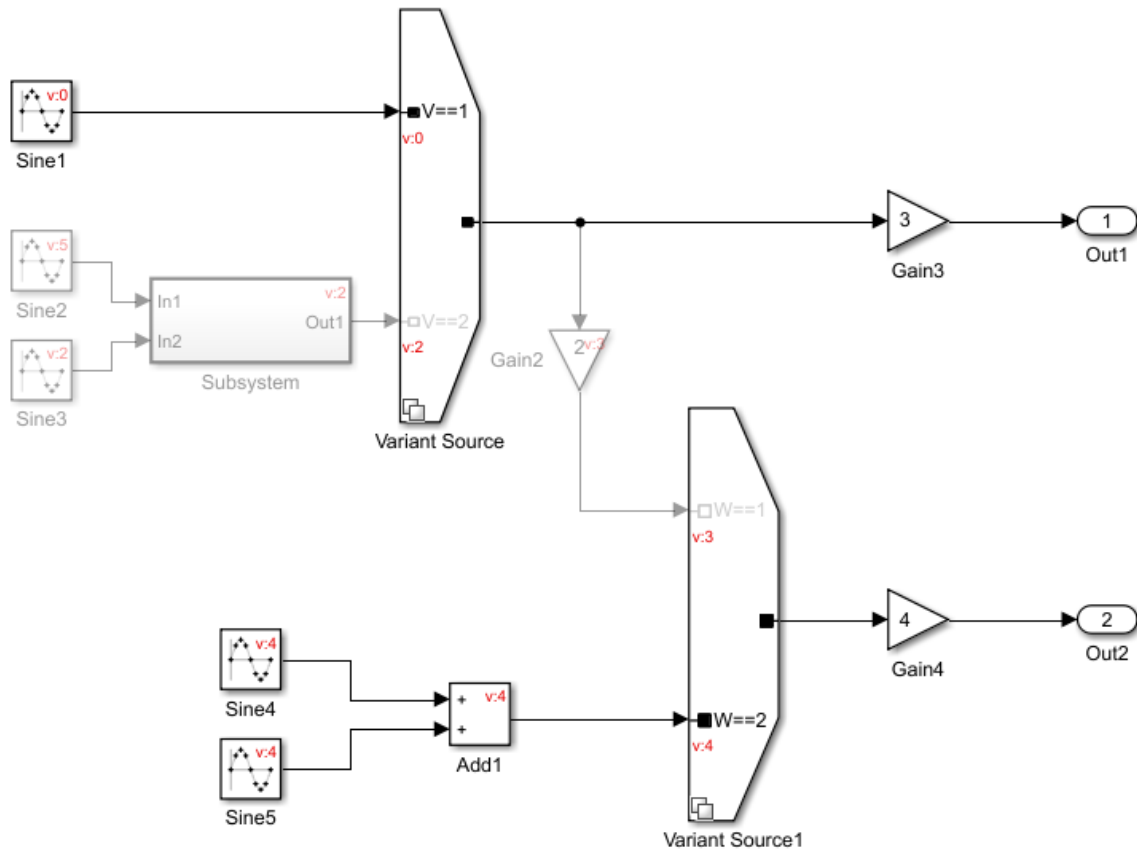 v:0
Sine1
V==1
v:0
v:5
Sine2
v:2
Sine3
In1
In2
v:2
Out1
Subsystem
V==2
v:2
Variant Source
3
Gain3
1
Out1
2
v:3
Gain2
W==1
v:3
v:4
Sine4
v:4
Sine5
+
+
v:4
Add1
W==2
v:4
Variant Source1
4
Gain4
2
Out2